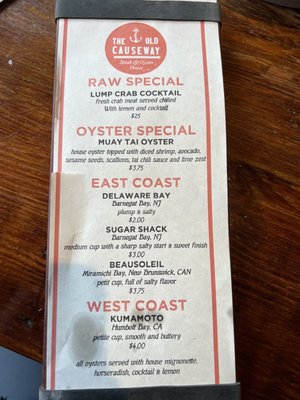 THE OLD
CAUSEWAY
Steak & Oyster
House
RAW SPECIAL
LUMP CRAB COCKTAIL
fresh crab meat served chilled
With lemon and cocktail
$25
OYSTER SPECIAL
MUAY TAI OYSTER
house oyster topped with diced shrimp, avocado,
sesame seeds, scallions, tai chili sauce and lime zest
$3.75
EAST COAST
DELAWARE BAY
Barnegat Bay, NJ
plump & salty
$2.00
SUGAR SHACK
Barnegat Bay, NJ
medium cup with a sharp salty start & sweet finish
$3.00
BEAUSOLEIL
Miramichi Bay, New Brusswick, CAN
petit cup, full of salty flavor
$3.75
WEST COAST
KUMAMOTO
Humbolt Bay, CA
petite cup, smooth and buttery
$4.00
all oysters served with house mignonette,
horseradish, cocktail & lemon